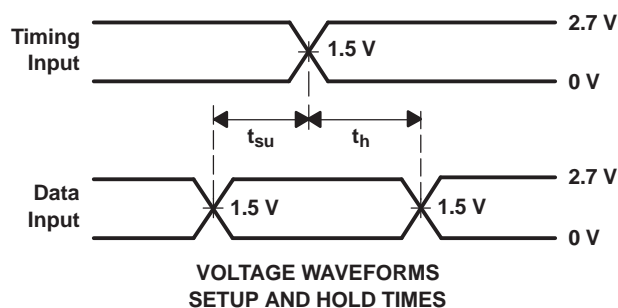 Timing
Input
2.7 V
1.5 V
0 V
tsu
th
Data
Input
2.7 V
1.5 V
1.5 V
0 V
VOLTAGE WAVEFORMS
SETUP AND HOLD TIMES